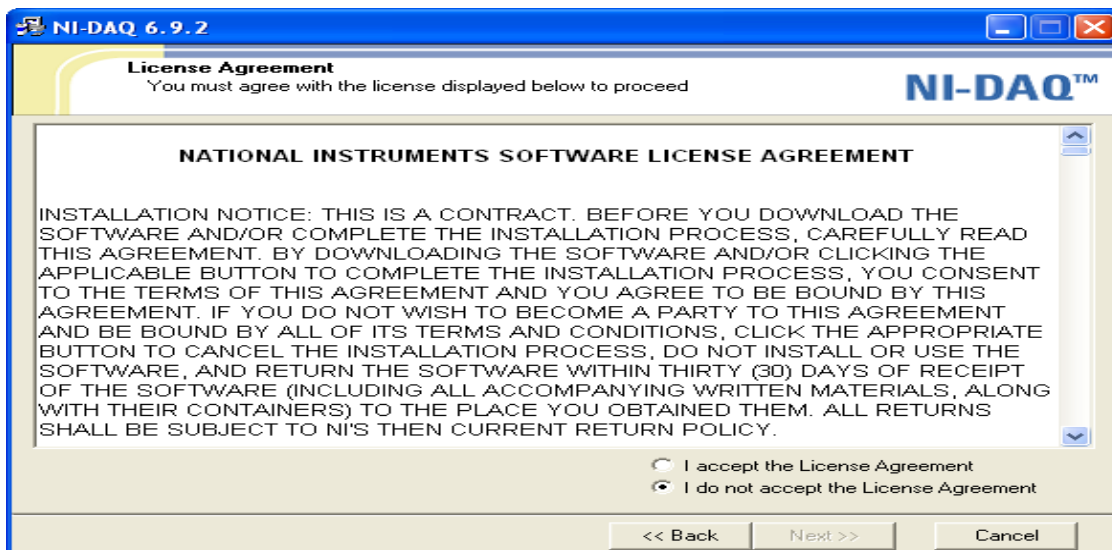 NI-DAQ 6.9.2
License Agreement
You must agree with the license displayed below to proceed
NI-DAQ™
NATIONAL INSTRUMENTS SOFTWARE LICENSE AGREEMENT
INSTALLATION NOTICE: THIS IS A CONTRACT. BEFORE YOU DOWNLOAD THE
SOFTWARE AND/OR COMPLETE THE INSTALLATION PROCESS, CAREFULLY READ
THIS AGREEMENT. BY DOWNLOADING THE SOFTWARE AND/OR CLICKING THE
APPLICABLE BUTTON TO COMPLETE THE INSTALLATION PROCESS, YOU CONSENT
TO THE TERMS OF THIS AGREEMENT AND YOU AGREE TO BE BOUND BY THIS
AGREEMENT. IF YOU DO NOT WISH TO BECOME A PARTY TO THIS AGREEMENT
AND BE BOUND BY ALL OF ITS TERMS AND CONDITIONS, CLICK THE APPROPRIATE
BUTTON TO CANCEL THE INSTALLATION PROCESS, DO NOT INSTALL OR USE THE
SOFTWARE, AND RETURN THE SOFTWARE WITHIN THIRTY (30) DAYS OF RECEIPT
OF THE SOFTWARE (INCLUDING ALL ACCOMPANYING WRITTEN MATERIALS, ALONG
WITH THEIR CONTAINERS) TO THE PLACE YOU OBTAINED THEM. ALL RETURNS
SHALL BE SUBJECT TO NI'S THEN CURRENT RETURN POLICY.
I accept the License Agreement
I do not accept the License Agreement
<< Back Next >> Cancel